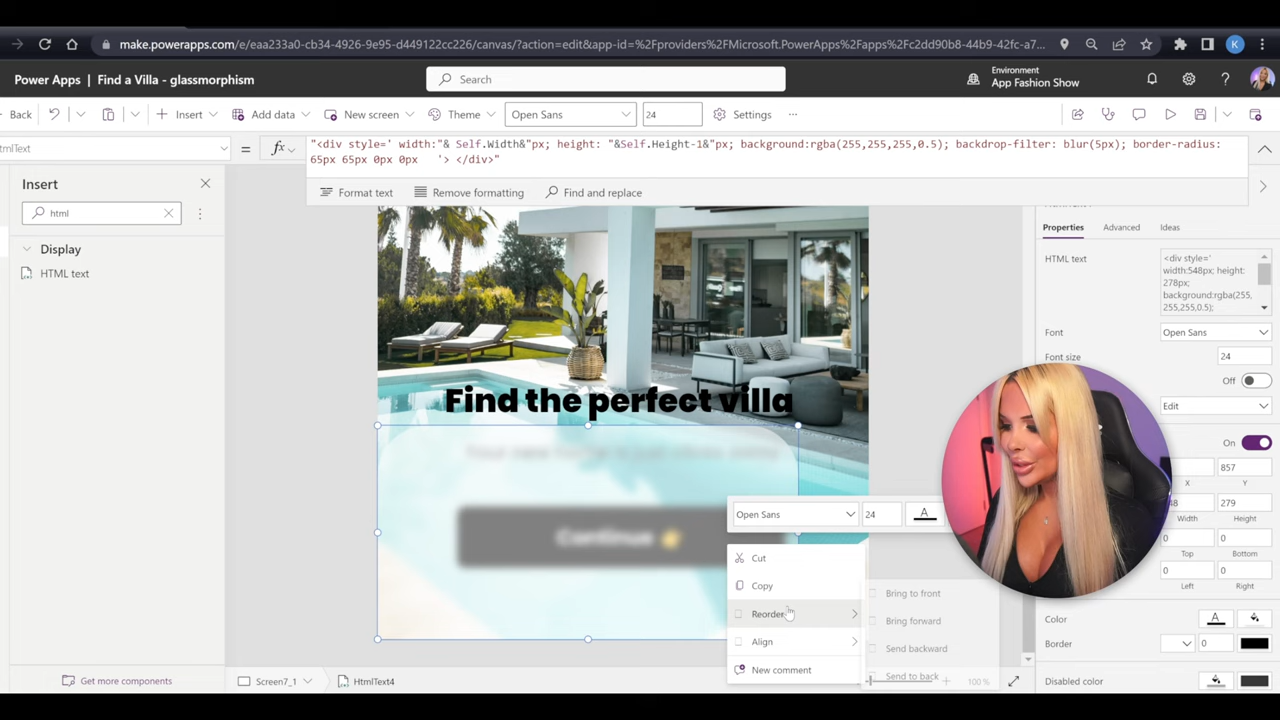 make.powerapps.com/e/eaa233a0-cb34-4926-9e95-d449122cc226/canvas/?action=edit&app-id=%2Fproviders%2FMicrosoft.PowerApps%2Fapps%2Fc2dd90b8-44b9-42fc-a7...
K
Power Apps | Find a Villa - glassmorphism
Search
Environment
App Fashion Show
Back
Insert
Add data
New screen
Theme
Open Sans
24
Settings
= fx
"<div style=' width:"& Self.Width&"px; height: "&Self.Height-1&"px; background:rgba(255,255,255,0.5); backdrop-filter: blur(5px); border-radius:
65px 65px 0px 0px   '> </div>"
Format text
Remove formatting
Find and replace
Insert
html
Display
HTML text
Find the perfect villa
Continue
Open Sans
24
A
Cut
Copy
Reorder
Align
New comment
Bring to front
Bring forward
Send backward
Send to back
Properties
Advanced
Ideas
HTML text
<div style='
width:548px; height:
278px;
background:rgba(255,
255,255,0.5);
Font
Open Sans
Font size
24
Off
Edit
On
857
X
Y
279
Width
Height
0
0
Top
Bottom
0
0
Left
Right
Color
A
Border
0
Disabled color
Get more components
Screen7_1
HtmlText4
100 %